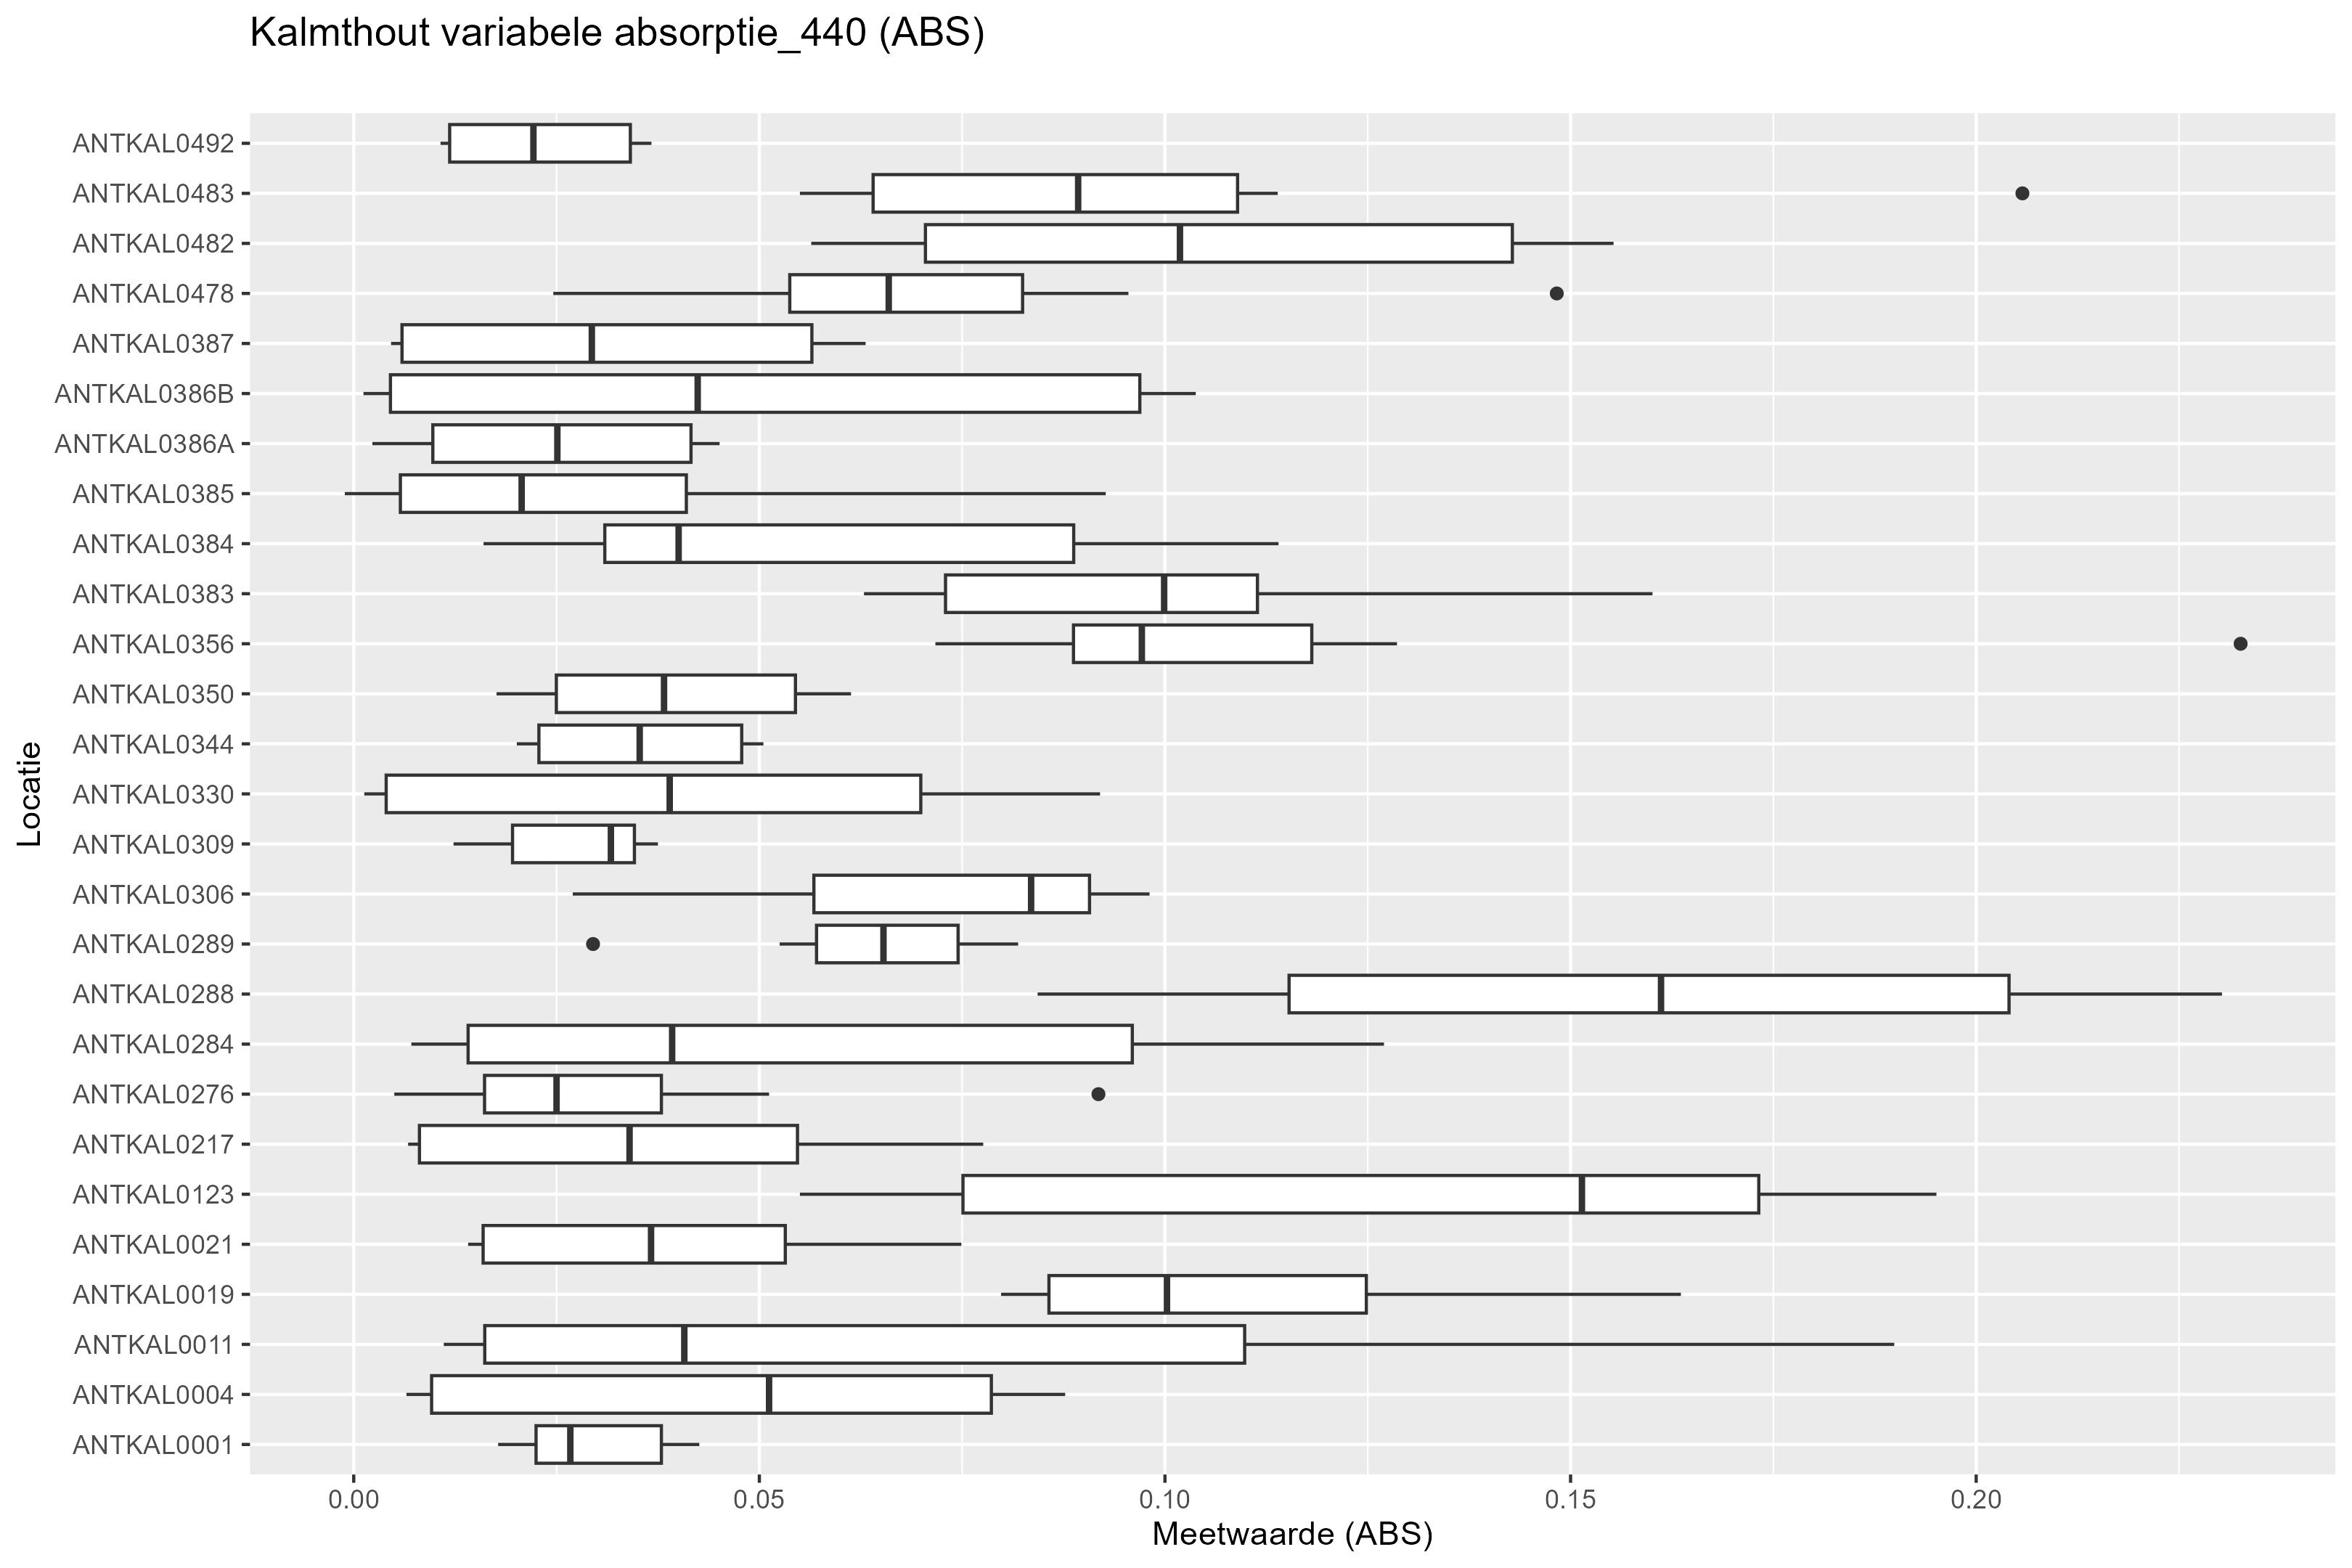 Kalmthout variabele absorptie_440 (ABS)
ANTKAL0492
ANTKAL0483
ANTKAL0482
ANTKAL0478
ANTKAL0387
ANTKAL0386B
ANTKAL0386A
ANTKAL0385
ANTKAL0384
ANTKAL0383
ANTKAL0356
ANTKAL0350
ANTKAL0344
ANTKAL0330
ANTKAL0309
ANTKAL0306
ANTKAL0289
ANTKAL0288
ANTKAL0284
ANTKAL0276
ANTKAL0217
ANTKAL0123
ANTKAL0021
ANTKAL0019
ANTKAL0011
ANTKAL0004
ANTKAL0001
Locatie
0.00 0.05 0.10 0.15 0.20
Meetwaarde (ABS)